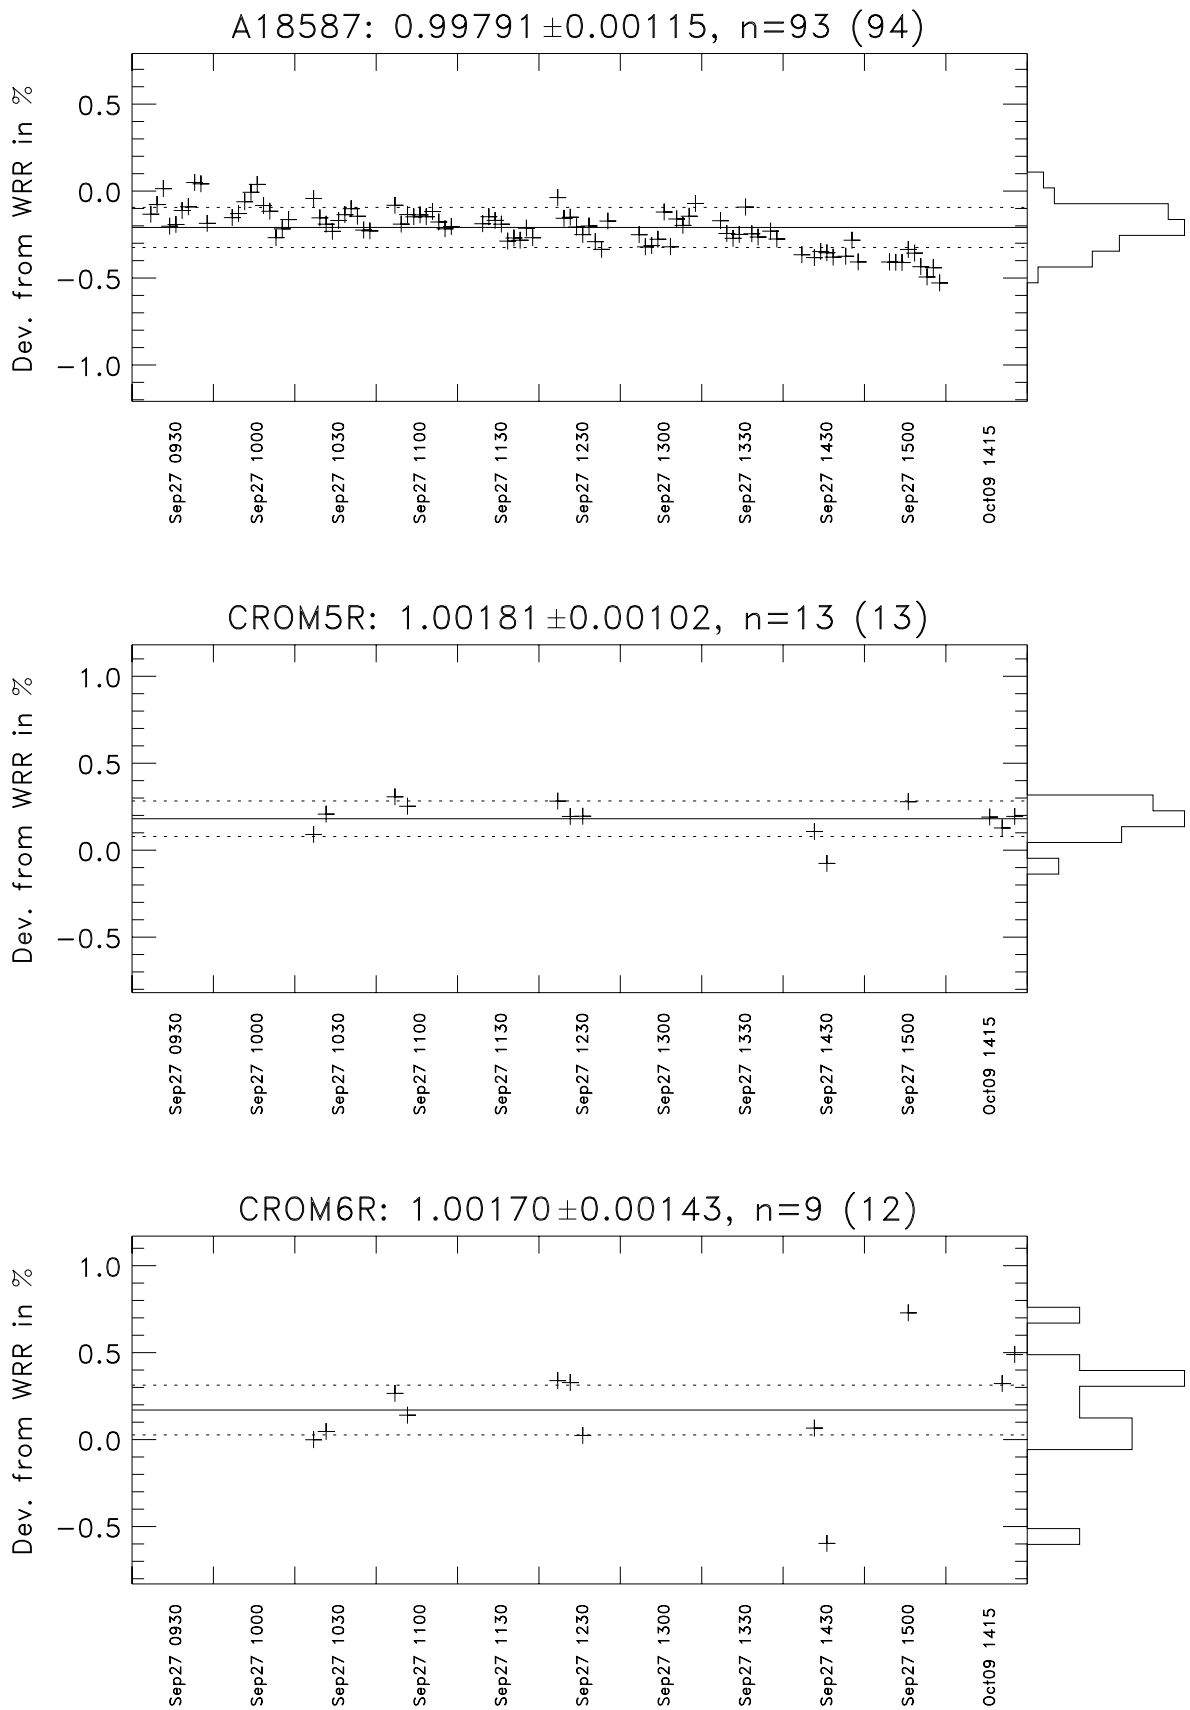 A18587: 0.99791±0.00115, n=93 (94)
Dev. from WRR in %
0.5
0.0
−0.5
−1.0
Sep27 0930
Sep27 1000
Sep27 1030
Sep27 1100
Sep27 1130
Sep27 1230
Sep27 1300
Sep27 1330
Sep27 1430
Sep27 1500
Oct09 1415
CROM5R: 1.00181±0.00102, n=13 (13)
Dev. from WRR in %
1.0
0.5
0.0
−0.5
Sep27 0930
Sep27 1000
Sep27 1030
Sep27 1100
Sep27 1130
Sep27 1230
Sep27 1300
Sep27 1330
Sep27 1430
Sep27 1500
Oct09 1415
CROM6R: 1.00170±0.00143, n=9 (12)
Dev. from WRR in %
1.0
0.5
0.0
−0.5
Sep27 0930
Sep27 1000
Sep27 1030
Sep27 1100
Sep27 1130
Sep27 1230
Sep27 1300
Sep27 1330
Sep27 1430
Sep27 1500
Oct09 1415